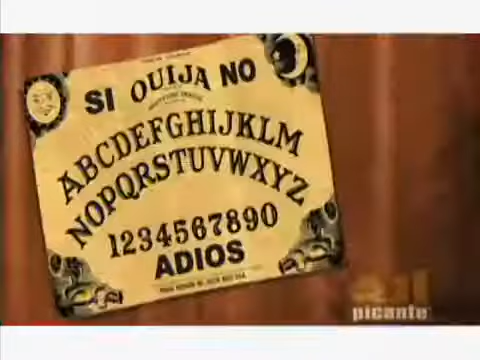 SI OUIJA NO
ABCDEFGHIJKLM
NOPQRSTUVWXYZ
1234567890
ADIOS
picante